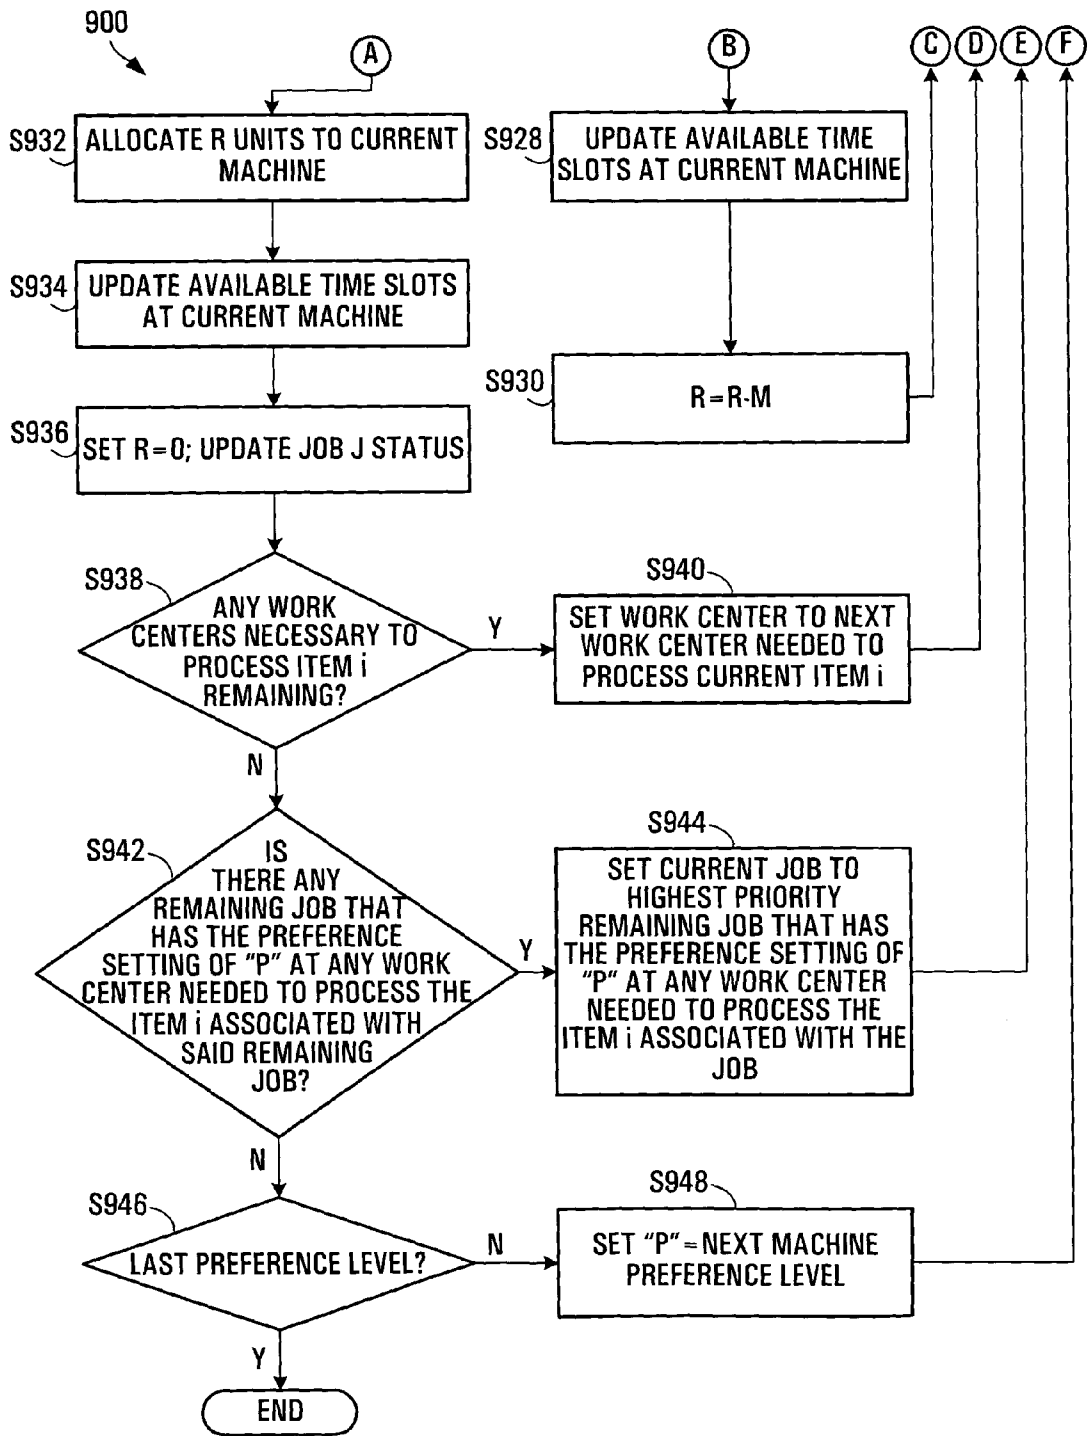 900
A
B
C
D
E
F
S932
ALLOCATE R UNITS TO CURRENT
MACHINE
S928
UPDATE AVAILABLE TIME
SLOTS AT CURRENT MACHINE
S934
UPDATE AVAILABLE TIME SLOTS
AT CURRENT MACHINE
S930
R=R-M
S936
SET R=0; UPDATE JOB J STATUS
S938
ANY WORK
CENTERS NECESSARY TO
PROCESS ITEM i
REMAINING?
Y
N
S940
SET WORK CENTER TO NEXT
WORK CENTER NEEDED TO
PROCESS CURRENT ITEM i
S942
IS
THERE ANY
REMAINING JOB THAT
HAS THE PREFERENCE
SETTING OF "P" AT ANY WORK
CENTER NEEDED TO PROCESS THE
ITEM i ASSOCIATED WITH
SAID REMAINING
JOB?
Y
N
S944
SET CURRENT JOB TO
HIGHEST PRIORITY
REMAINING JOB THAT HAS
THE PREFERENCE SETTING OF
"P" AT ANY WORK CENTER
NEEDED TO PROCESS THE
ITEM i ASSOCIATED WITH THE
JOB
S946
LAST PREFERENCE LEVEL?
N
Y
S948
SET "P"=NEXT MACHINE
PREFERENCE LEVEL
END